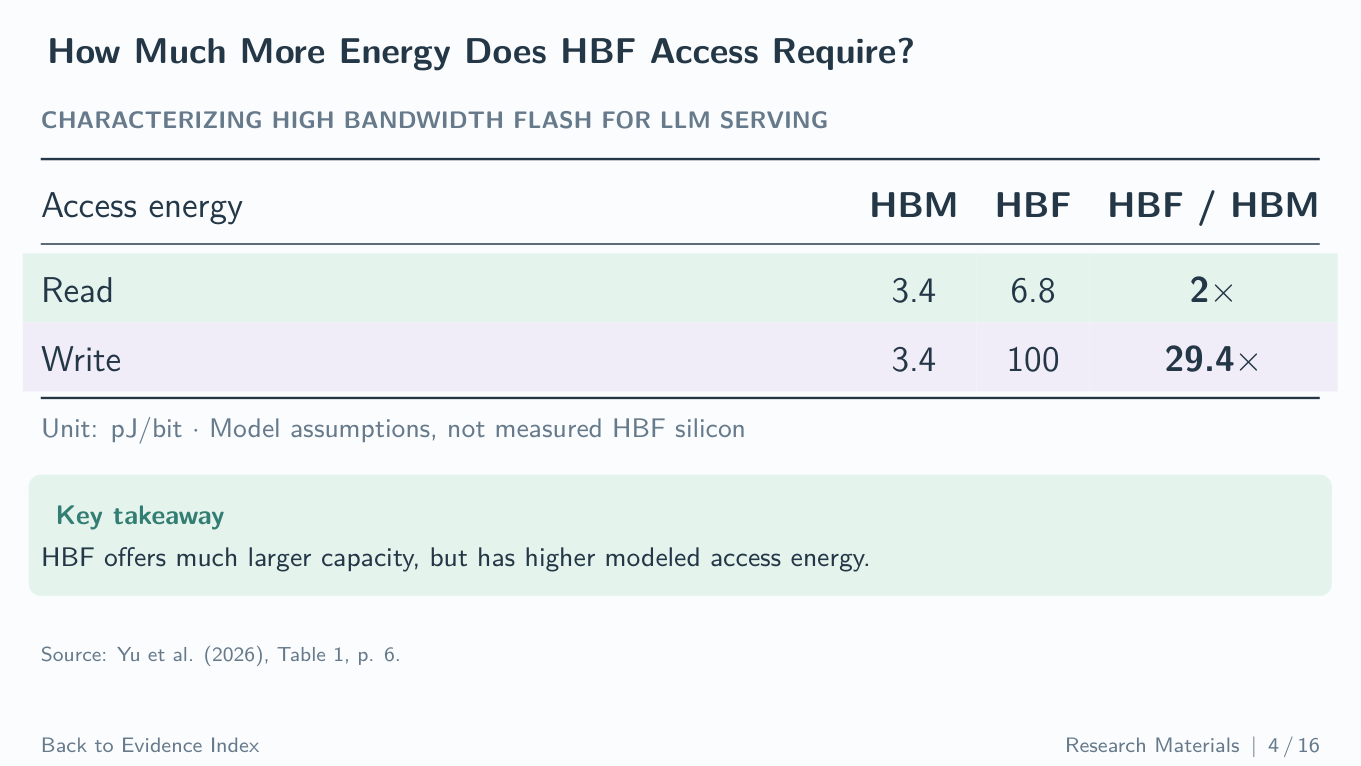 How Much More Energy Does HBF Access Require?
CHARACTERIZING HIGH BANDWIDTH FLASH FOR LLM SERVING
Access energy HBM HBF HBF / HBM
Read 3.4 6.8 2×
Write 3.4 100 29.4×
Unit: pJ/bit · Model assumptions, not measured HBF silicon
Key takeaway
HBF offers much larger capacity, but has higher modeled access energy.
Source: Yu et al. (2026), Table 1, p. 6.
Back to Evidence Index Research Materials | 4 / 16